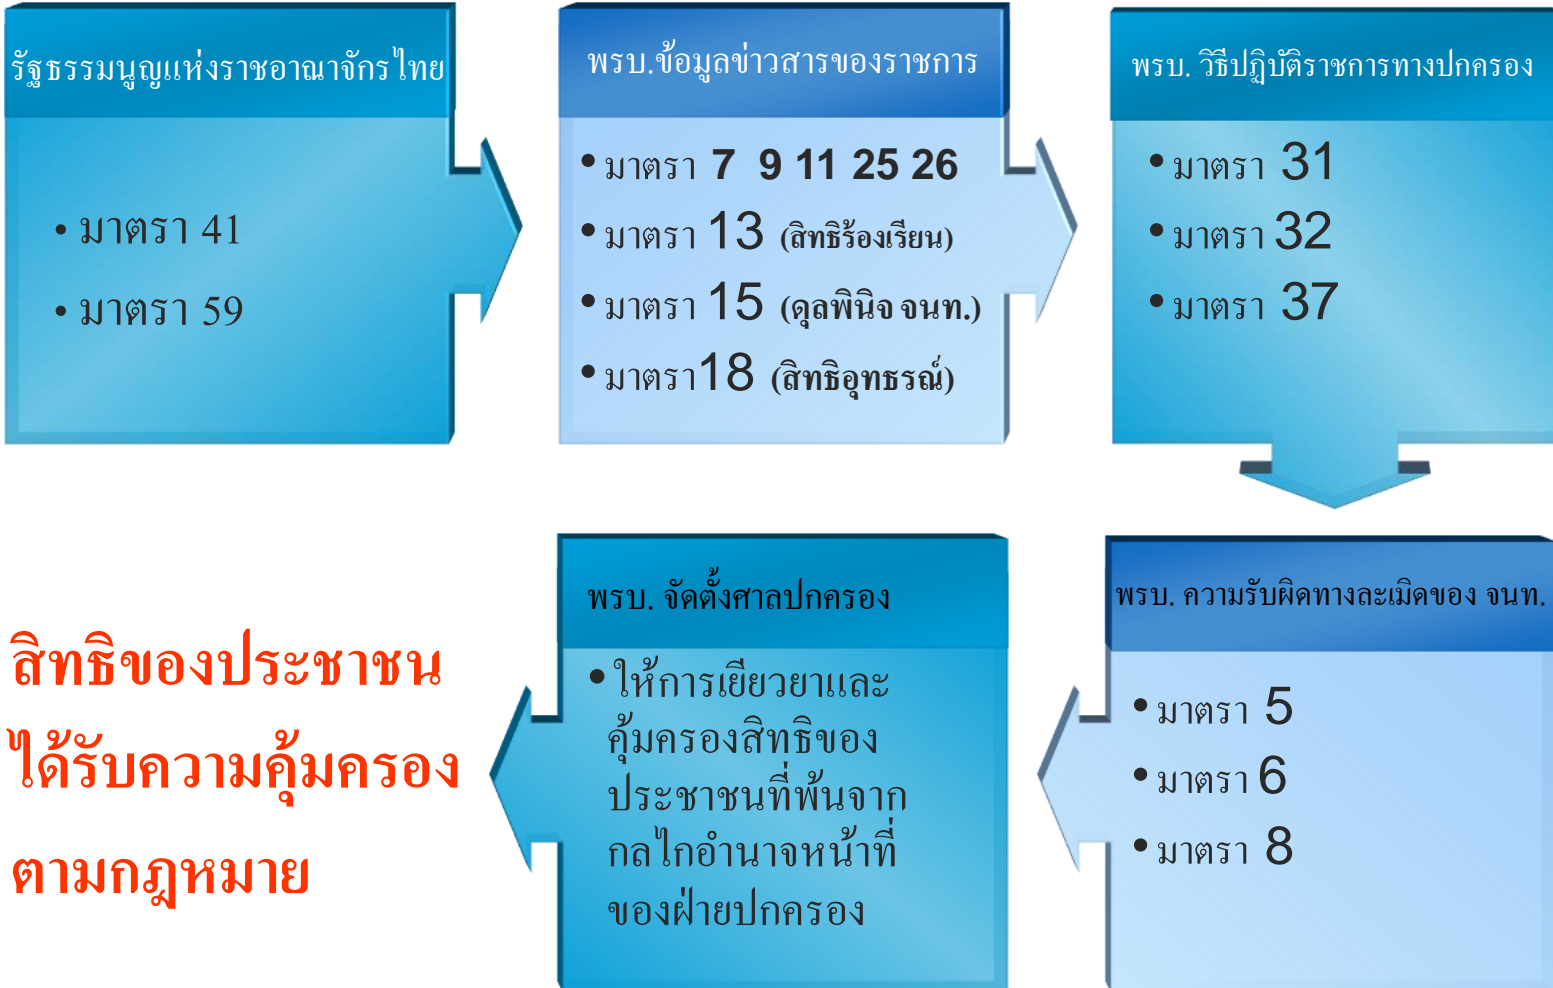 รัฐธรรมนูญแห่งราชอาณาจักรไทย
• มาตรา 41
• มาตรา 59
พรบ.ข้อมูลข่าวสารของราชการ
• มาตรา 7 9 11 25 26
• มาตรา 13 (สิทธิร้องเรียน)
• มาตรา 15 (ดุลพินิจ จนท.)
• มาตรา 18 (สิทธิอุทธรณ์)
พรบ. วิธีปฏิบัติราชการทางปกครอง
• มาตรา 31
• มาตรา 32
• มาตรา 37
พรบ. ความรับผิดทางละเมิดของ จนท.
• มาตรา 5
• มาตรา 6
• มาตรา 8
พรบ. จัดตั้งศาลปกครอง
• ให้การเยียวยาและ
คุ้มครองสิทธิของ
ประชาชนที่พ้นจาก
กลไกอำนาจหน้าที่
ของฝ่ายปกครอง
สิทธิของประชาชน
ได้รับความคุ้มครอง
ตามกฎหมาย